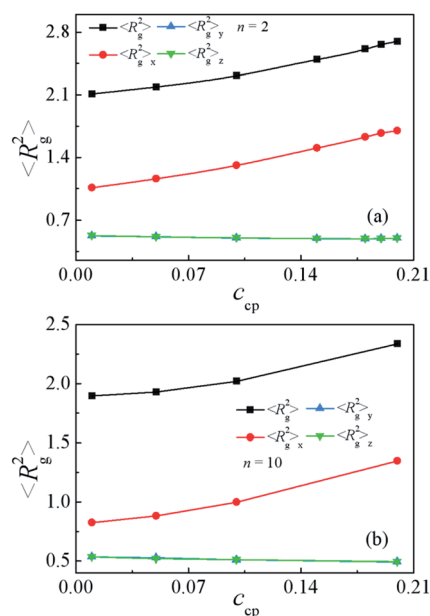 2.8
<R²g> <R²g>y n = 2
<R²g>x <R²g>z
2.1
<R²g>
1.4
0.7
(a)
0.00 0.07 0.14 0.21
c cp
2.5
2.0
<R²g>
1.5
<R²g> <R²g>y
<R²g>x <R²g>z
n = 10
1.0
0.5
(b)
0.00 0.07 0.14 0.21
c cp